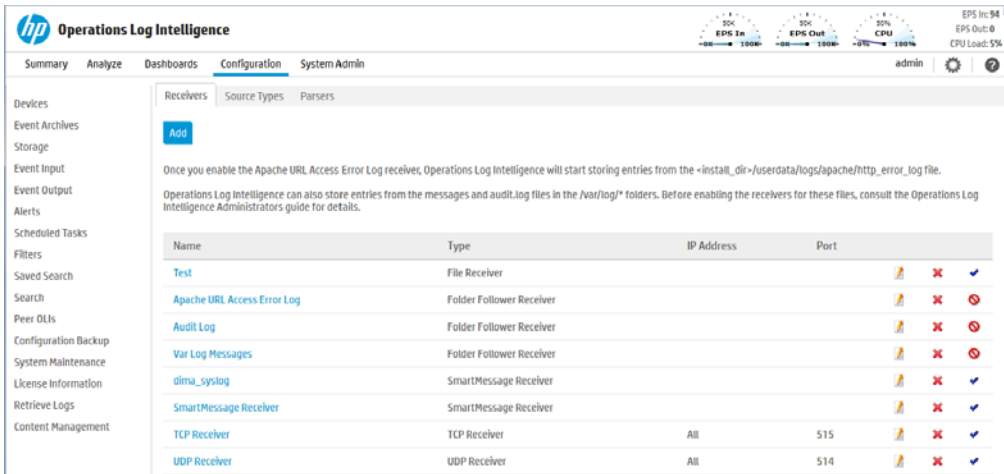 hp Operations Log Intelligence
50K
EPS In
0K 100K
50K
EPS Out
0K 100K
50%
CPU
0% 100%
EPS In: 94
EPS Out: 0
CPU Load: 5%
Summary Analyze Dashboards Configuration System Admin admin ?
Devices
Event Archives
Storage
Event Input
Event Output
Alerts
Scheduled Tasks
Filters
Saved Search
Search
Peer OLIs
Configuration Backup
System Maintenance
License Information
Retrieve Logs
Content Management
Receivers Source Types Parsers
Add
Once you enable the Apache URL Access Error Log receiver, Operations Log Intelligence will start storing entries from the <install_dir>/userdata/logs/apache/http_error_log file.
Operations Log Intelligence can also store entries from the messages and audit.log files in the /var/log/* folders. Before enabling the receivers for these files, consult the Operations Log
Intelligence Administrators guide for details.
Name Type IP Address Port
Test File Receiver
Apache URL Access Error Log Folder Follower Receiver
Audit Log Folder Follower Receiver
Var Log Messages Folder Follower Receiver
dima_syslog SmartMessage Receiver
SmartMessage Receiver SmartMessage Receiver
TCP Receiver TCP Receiver All 515
UDP Receiver UDP Receiver All 514